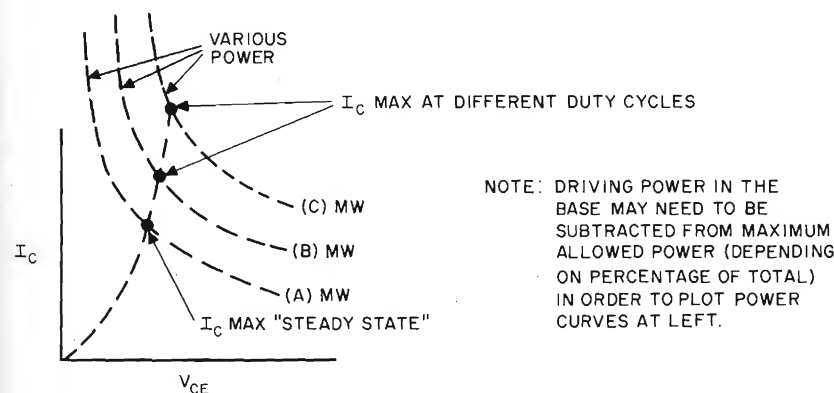 VARIOUS
POWER
I_C MAX AT DIFFERENT DUTY CYCLES
(C) MW
(B) MW
(A) MW
I_C
I_C MAX "STEADY STATE"
V_CE
NOTE: DRIVING POWER IN THE
BASE MAY NEED TO BE
SUBTRACTED FROM MAXIMUM
ALLOWED POWER (DEPENDING
ON PERCENTAGE OF TOTAL)
IN ORDER TO PLOT POWER
CURVES AT LEFT.